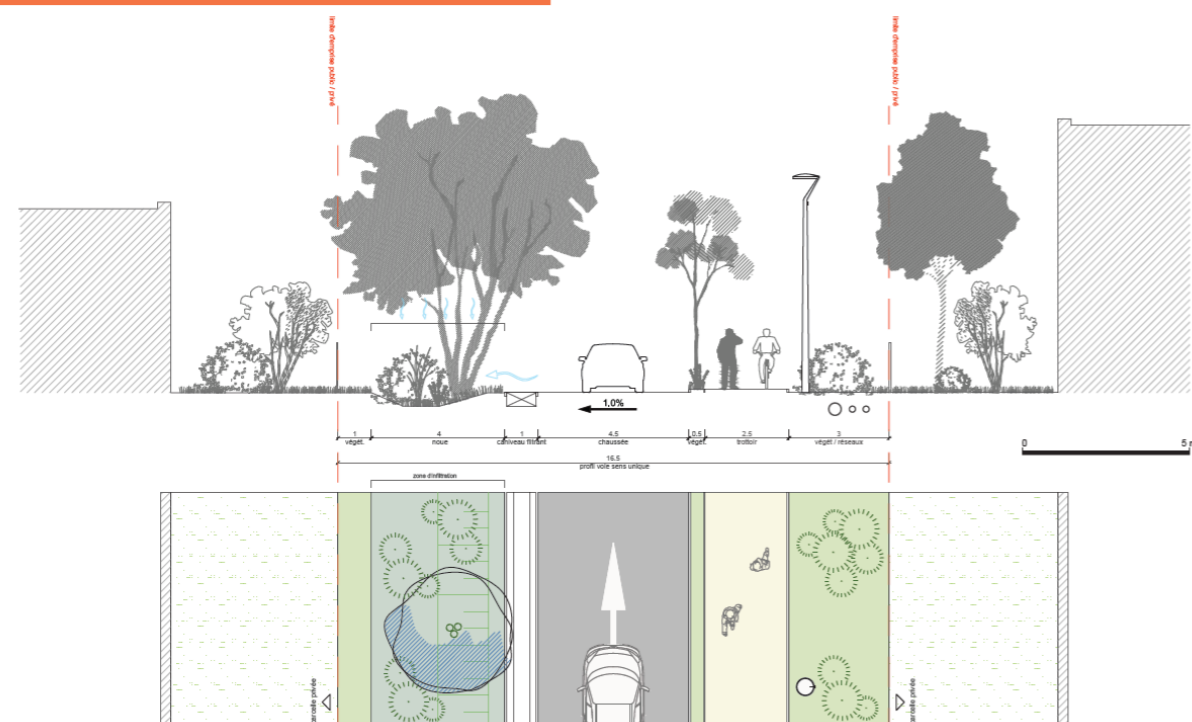 limite d'emprise public / privé
limite d'emprise public / privé
1,0%
1
4
1
4.5
0.5
2.5
3
végét.
noue
caniveau filtrant
chaussée
végét.
trottoir
végét / réseaux
0
5
16.5
profil voie sens unique
zone d'infiltration
privée
privée